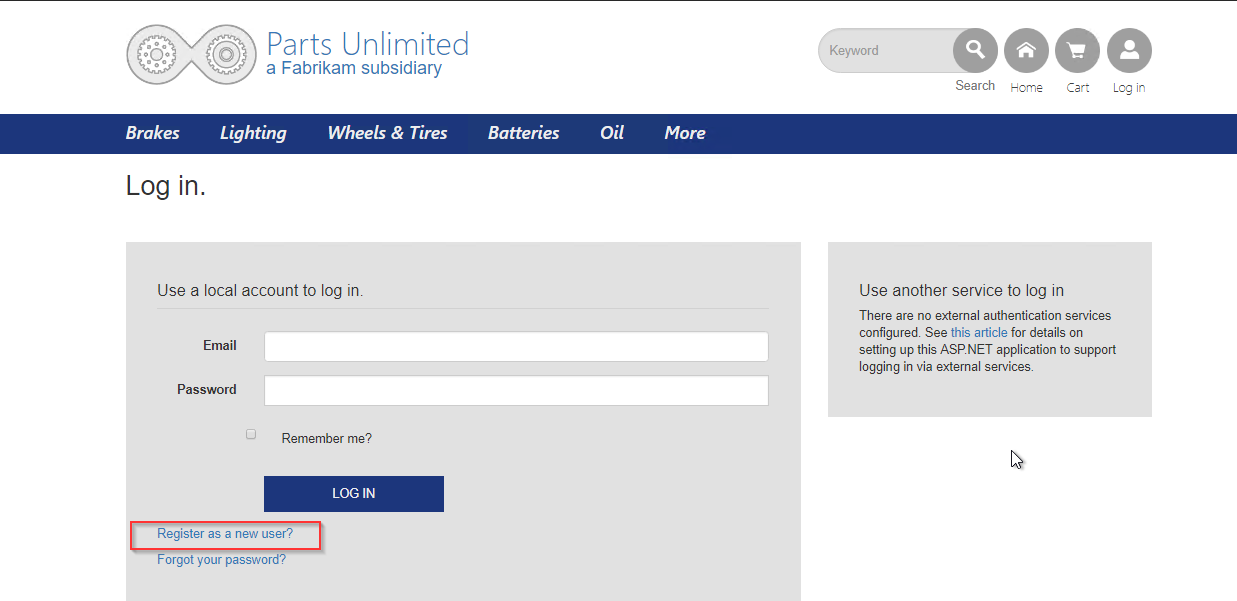 Parts Unlimited
a Fabrikam subsidiary
Keyword
Search
Home
Cart
Log in
Brakes
Lighting
Wheels & Tires
Batteries
Oil
More
Log in.
Use a local account to log in.
Email
Password
Remember me?
LOG IN
Register as a new user?
Forgot your password?
Use another service to log in
There are no external authentication services
configured. See this article for details on
setting up this ASP.NET application to support
logging in via external services.